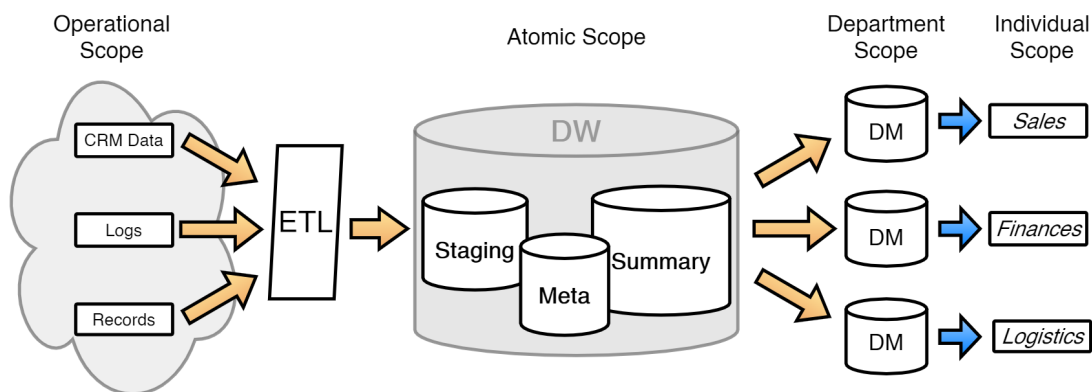 Operational
Scope
Atomic Scope
Department
Scope
Individual
Scope
CRM Data
Logs
Records
ETL
DW
Staging
Meta
Summary
DM
Sales
DM
Finances
DM
Logistics